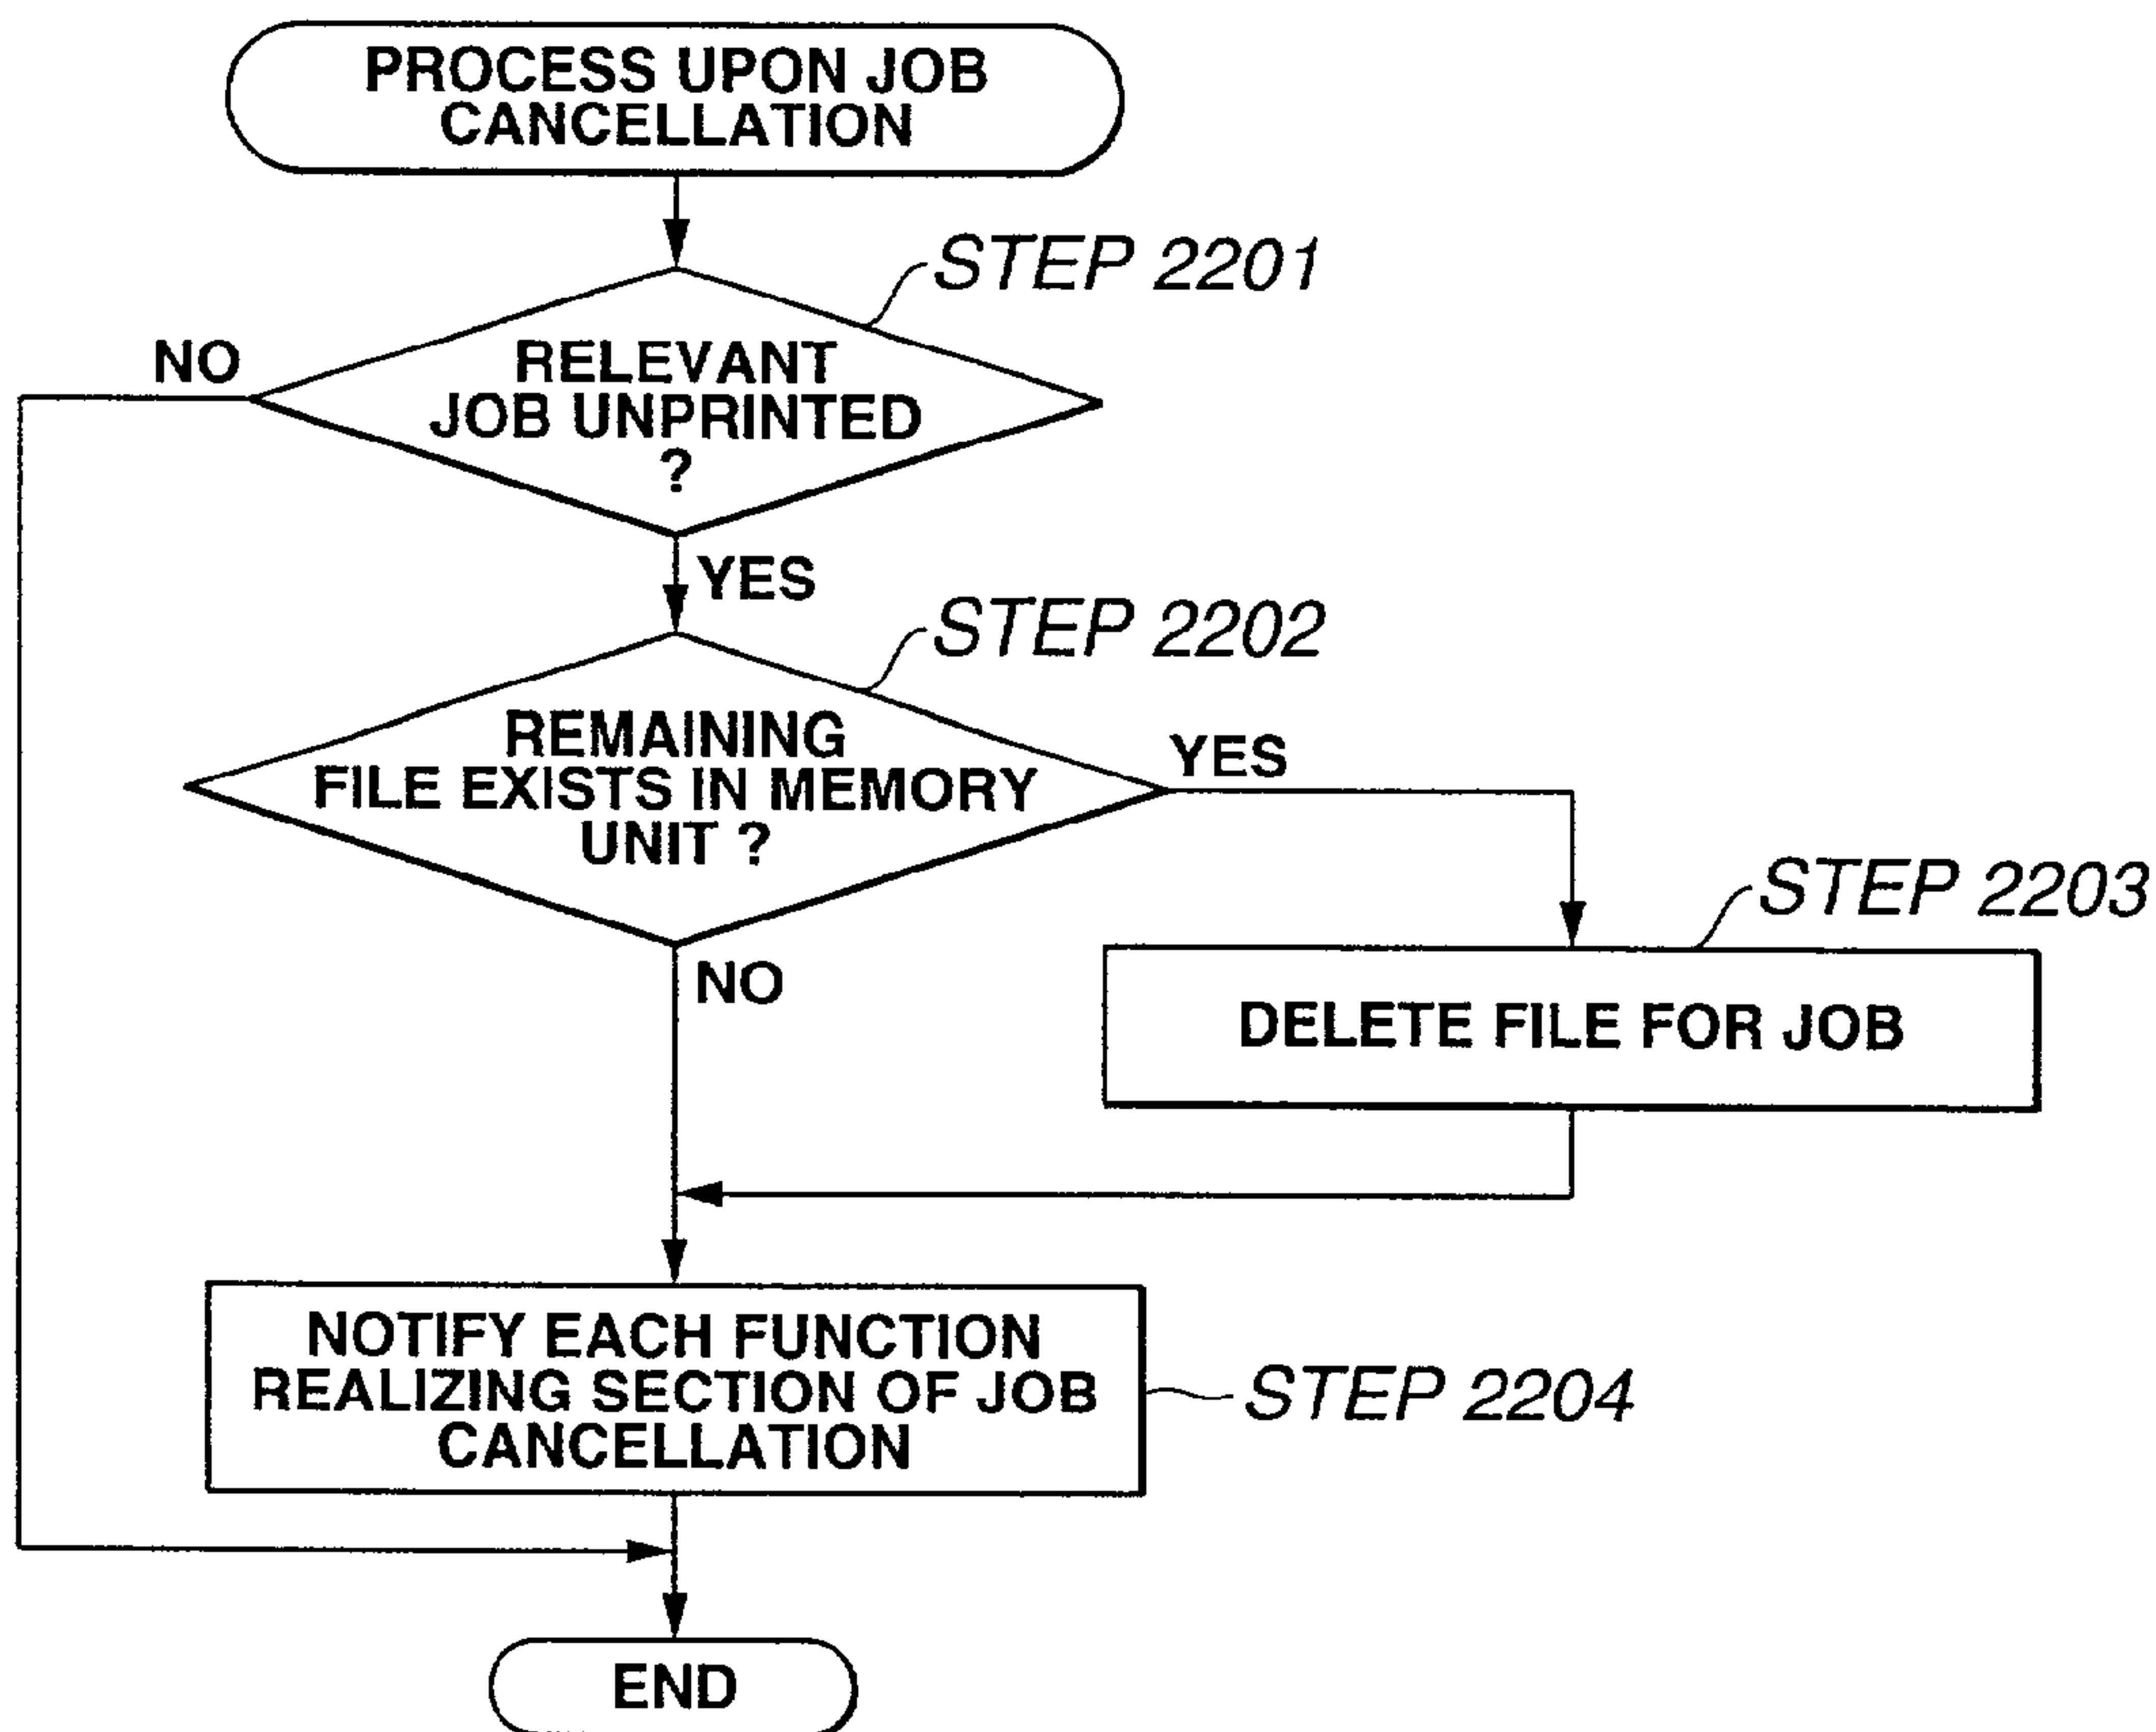 PROCESS UPON JOB
CANCELLATION
STEP 2201
NO
RELEVANT
JOB UNPRINTED
?
YES
STEP 2202
REMAINING
FILE EXISTS IN MEMORY
UNIT ?
YES
STEP 2203
NO
DELETE FILE FOR JOB
NOTIFY EACH FUNCTION
REALIZING SECTION OF JOB
CANCELLATION
STEP 2204
END